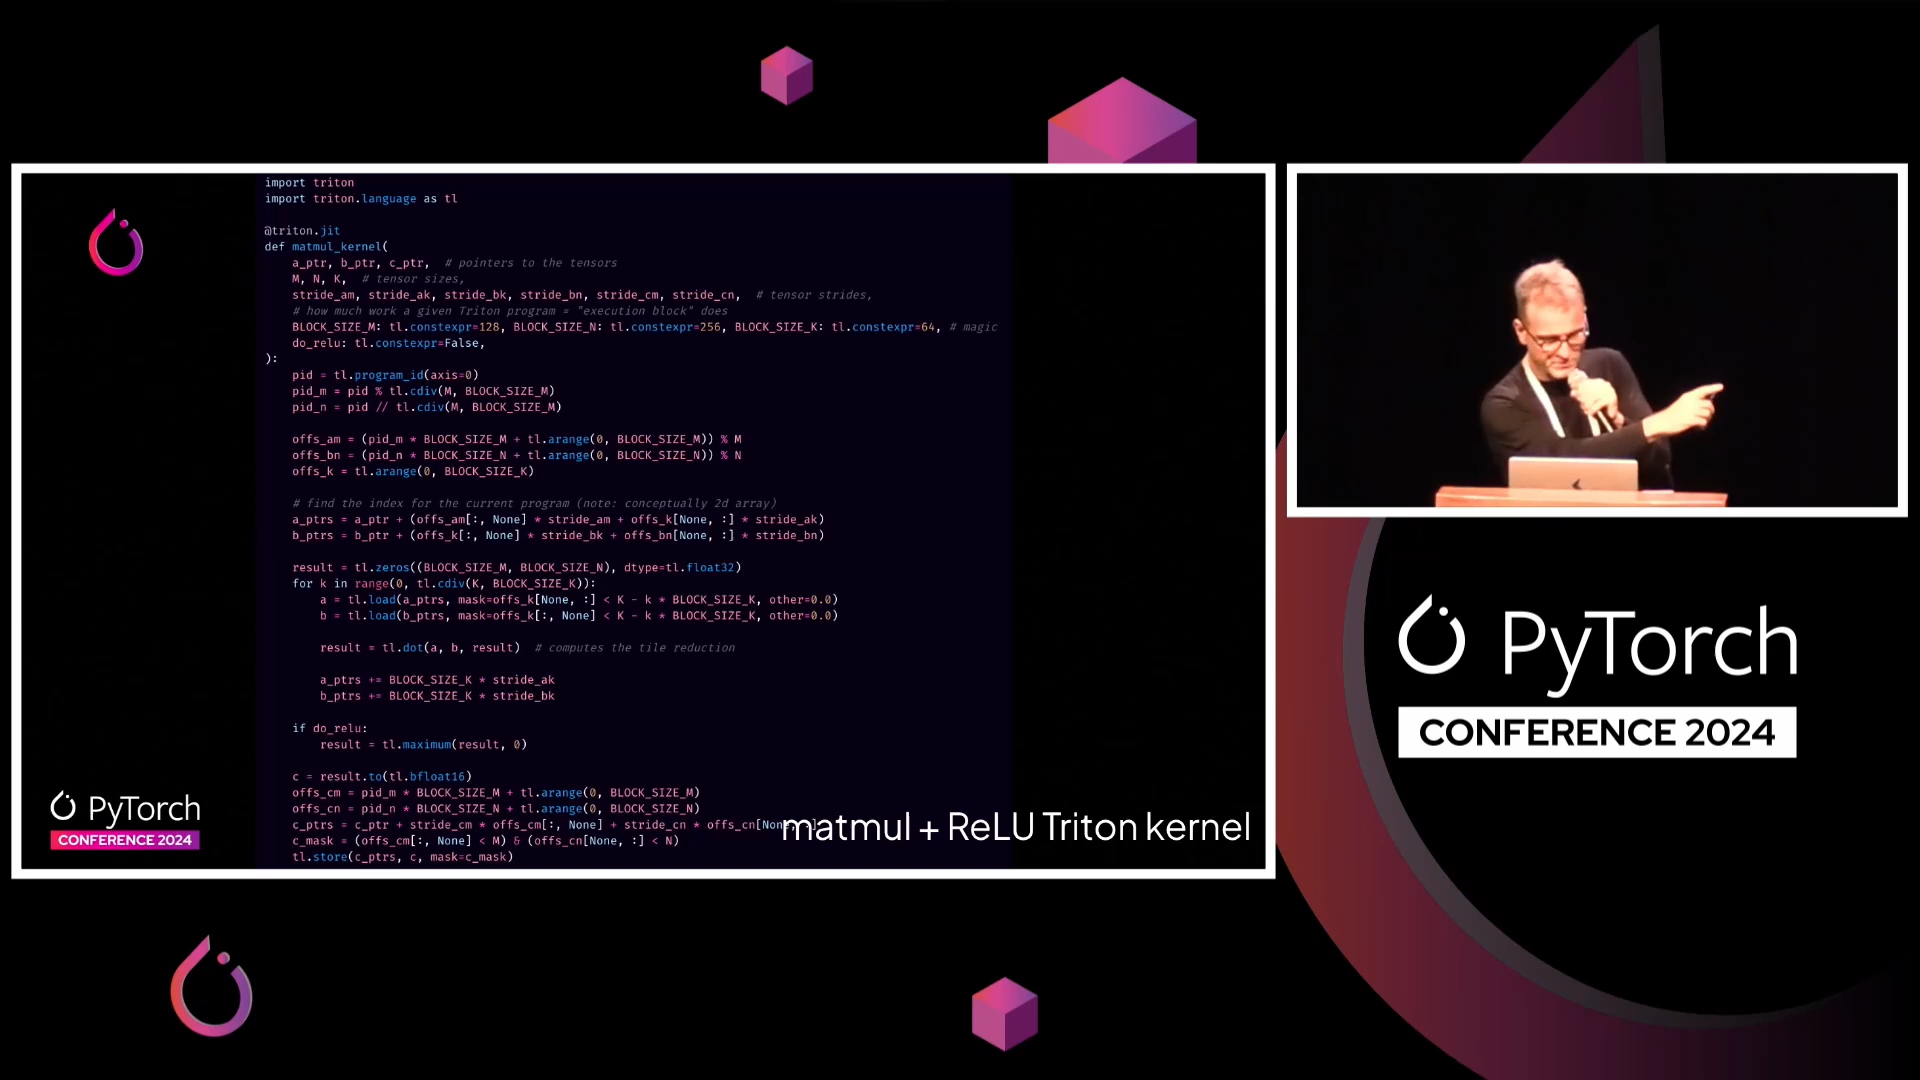 import triton
import triton.language as tl
@triton.jit
def matmul_kernel(
a_ptr, b_ptr, c_ptr,  # pointers to the tensors
M, N, K,  # tensor sizes,
stride_am, stride_ak, stride_bk, stride_bn, stride_cm, stride_cn,  # tensor strides,
# how much work a given Triton program = "execution block" does
BLOCK_SIZE_M: tl.constexpr=128, BLOCK_SIZE_N: tl.constexpr=256, BLOCK_SIZE_K: tl.constexpr=64, # magic
do_relu: tl.constexpr=False,
):
pid = tl.program_id(axis=0)
pid_m = pid % tl.cdiv(M, BLOCK_SIZE_M)
pid_n = pid // tl.cdiv(M, BLOCK_SIZE_M)
offs_am = (pid_m * BLOCK_SIZE_M + tl.arange(0, BLOCK_SIZE_M)) % M
offs_bn = (pid_n * BLOCK_SIZE_N + tl.arange(0, BLOCK_SIZE_N)) % N
offs_k = tl.arange(0, BLOCK_SIZE_K)
# find the index for the current program (note: conceptually 2d array)
a_ptrs = a_ptr + (offs_am[:, None] * stride_am + offs_k[None, :] * stride_ak)
b_ptrs = b_ptr + (offs_k[:, None] * stride_bk + offs_bn[None, :] * stride_bn)
result = tl.zeros((BLOCK_SIZE_M, BLOCK_SIZE_N), dtype=tl.float32)
for k in range(0, tl.cdiv(K, BLOCK_SIZE_K)):
a = tl.load(a_ptrs, mask=offs_k[None, :] < K - k * BLOCK_SIZE_K, other=0.0)
b = tl.load(b_ptrs, mask=offs_k[:, None] < K - k * BLOCK_SIZE_K, other=0.0)
result = tl.dot(a, b, result)  # computes the tile reduction
a_ptrs += BLOCK_SIZE_K * stride_ak
b_ptrs += BLOCK_SIZE_K * stride_bk
if do_relu:
result = tl.maximum(result, 0)
c = result.to(tl.bfloat16)
offs_cm = pid_m * BLOCK_SIZE_M + tl.arange(0, BLOCK_SIZE_M)
offs_cn = pid_n * BLOCK_SIZE_N + tl.arange(0, BLOCK_SIZE_N)
c_ptrs = c_ptr + stride_cm * offs_cm[:, None] + stride_cn * offs_cn[None, :]
c_mask = (offs_cm[:, None] < M) & (offs_cn[None, :] < N)
tl.store(c_ptrs, c, mask=c_mask)
matmul + ReLU Triton kernel
PyTorch
CONFERENCE 2024
PyTorch
CONFERENCE 2024